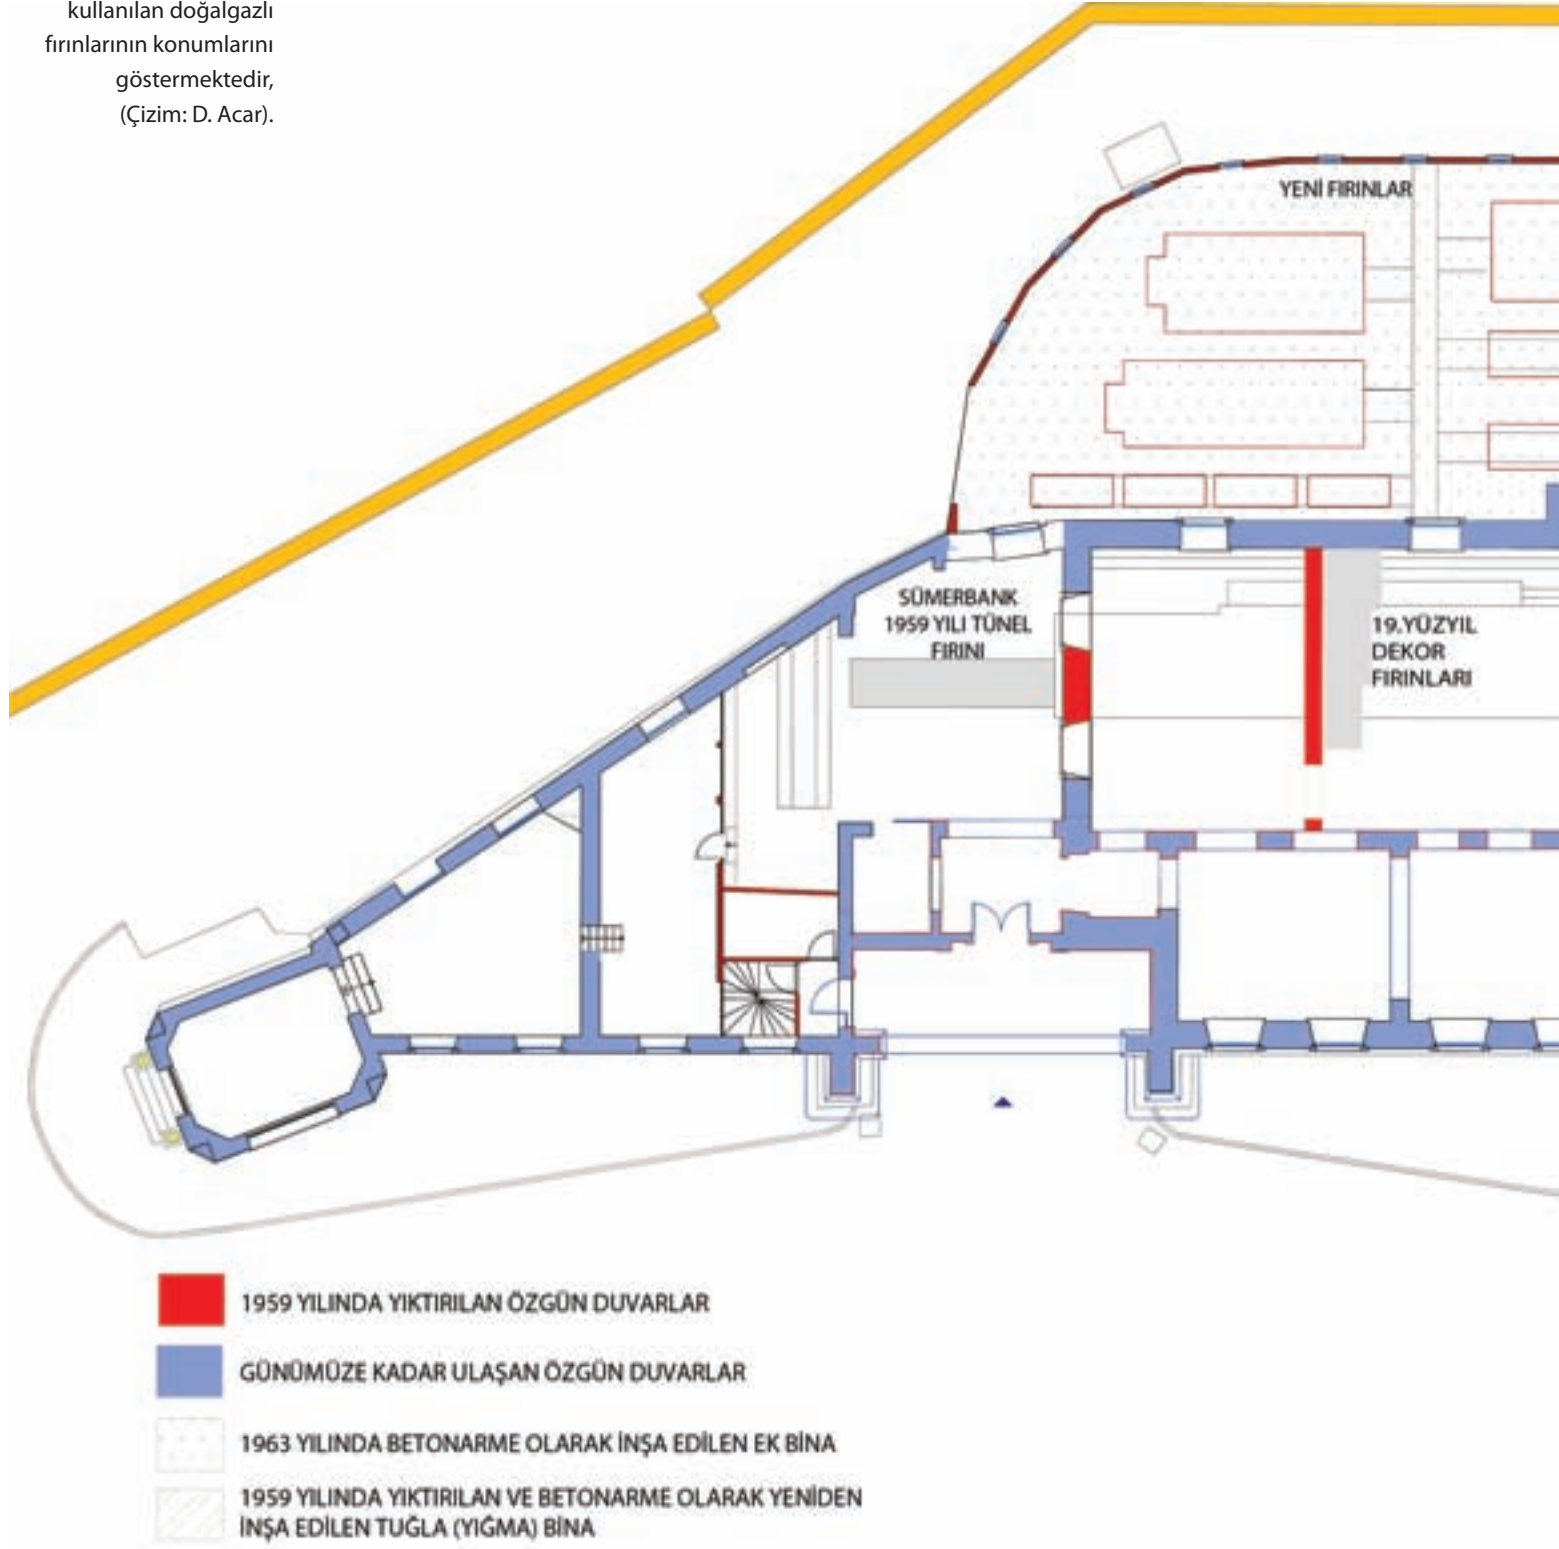 kullanılan doğalgazlı
fırınlarının konumlarını
göstermektedir,
(Çizim: D. Acar).
YENİ FIRINLAR
SÜMERBANK
1959 YILI TÜNEL
FIRINI
19.YÜZYIL
DEKOR
FIRINLARI
1959 YILINDA YIKTIRILAN ÖZGÜN DUVARLAR
GÜNÜMÜZE KADAR ULAŞAN ÖZGÜN DUVARLAR
1963 YILINDA BETONARME OLARAK İNŞA EDİLEN EK BİNA
1959 YILINDA YIKTIRILAN VE BETONARME OLARAK YENİDEN
İNŞA EDİLEN TUĞLA (YIĞMA) BİNA